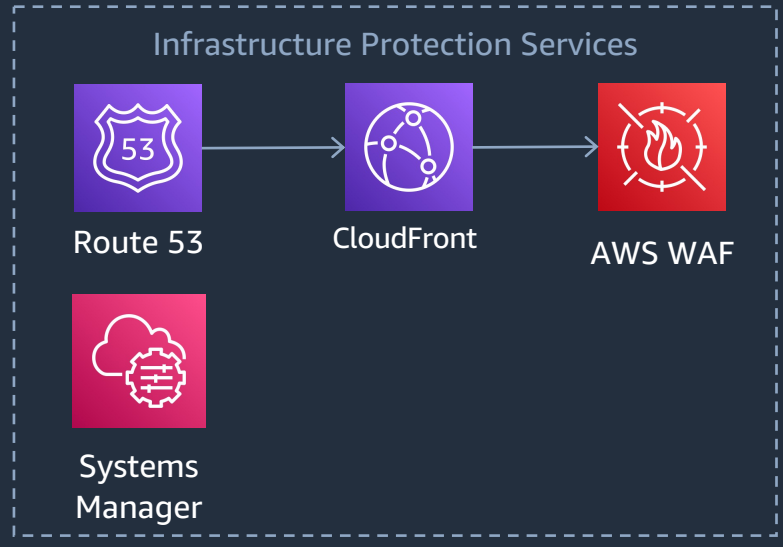 Infrastructure Protection Services
53
Route 53
CloudFront
AWS WAF
Systems
Manager